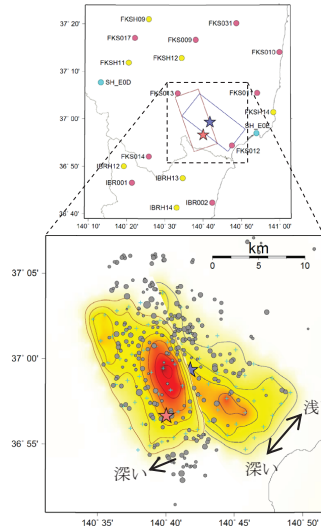 37˚ 20'
FKSH09
FKS031
FKS017
FKS009
FKS010
FKSH11
FKSH12
37˚ 10'
SH_E0D
FKS013
FKS011
FKSH14
SH_E0E
FKS014
FKS012
36˚ 50'
IBRH12
IBR001
IBRH13
IBRH14
IBR002
36˚ 40'
140˚ 10'
140˚ 20'
140˚ 30'
140˚ 40'
140˚ 50'
141˚ 00'
km
0 5 10
37˚ 05'
37˚ 00'
36˚ 55'
浅
深い
深い
140˚ 35'
140˚ 40'
140˚ 45'
140˚ 50'